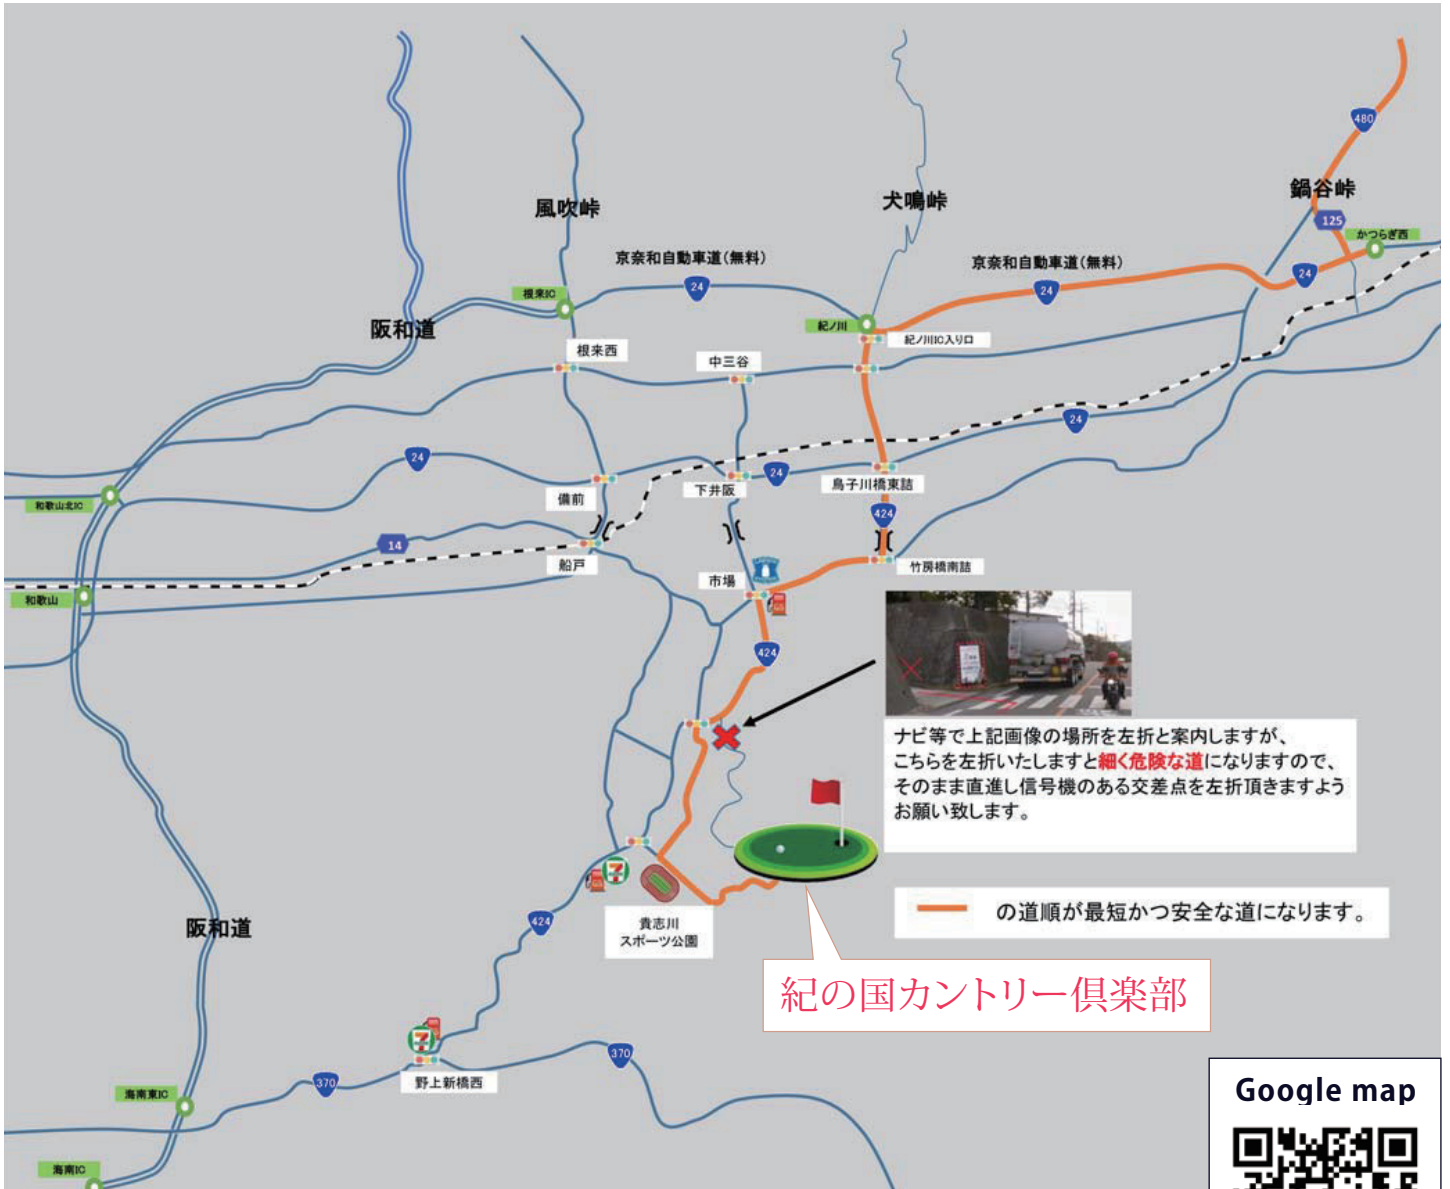 480
鍋谷峠
風吹峠
犬鳴峠
125
かつらぎ西
京奈和自動車道(無料)
京奈和自動車道(無料)
24
24
24
根来IC
阪和道
紀ノ川
紀ノ川IC入り口
根来西
中三谷
24
24
24
備前
下井阪
鳥子川橋東詰
和歌山北IC
424
14
船戸
市場
竹房橋南詰
和歌山
424
ナビ等で上記画像の場所を左折と案内しますが、
こちらを左折いたしますと細く危険な道になりますので、
そのまま直進し信号機のある交差点を左折頂きますよう
お願い致します。
の道順が最短かつ安全な道になります。
貴志川
スポーツ公園
424
阪和道
紀の国カントリー倶楽部
野上新橋西
370
370
海南東IC
海南IC
Google map